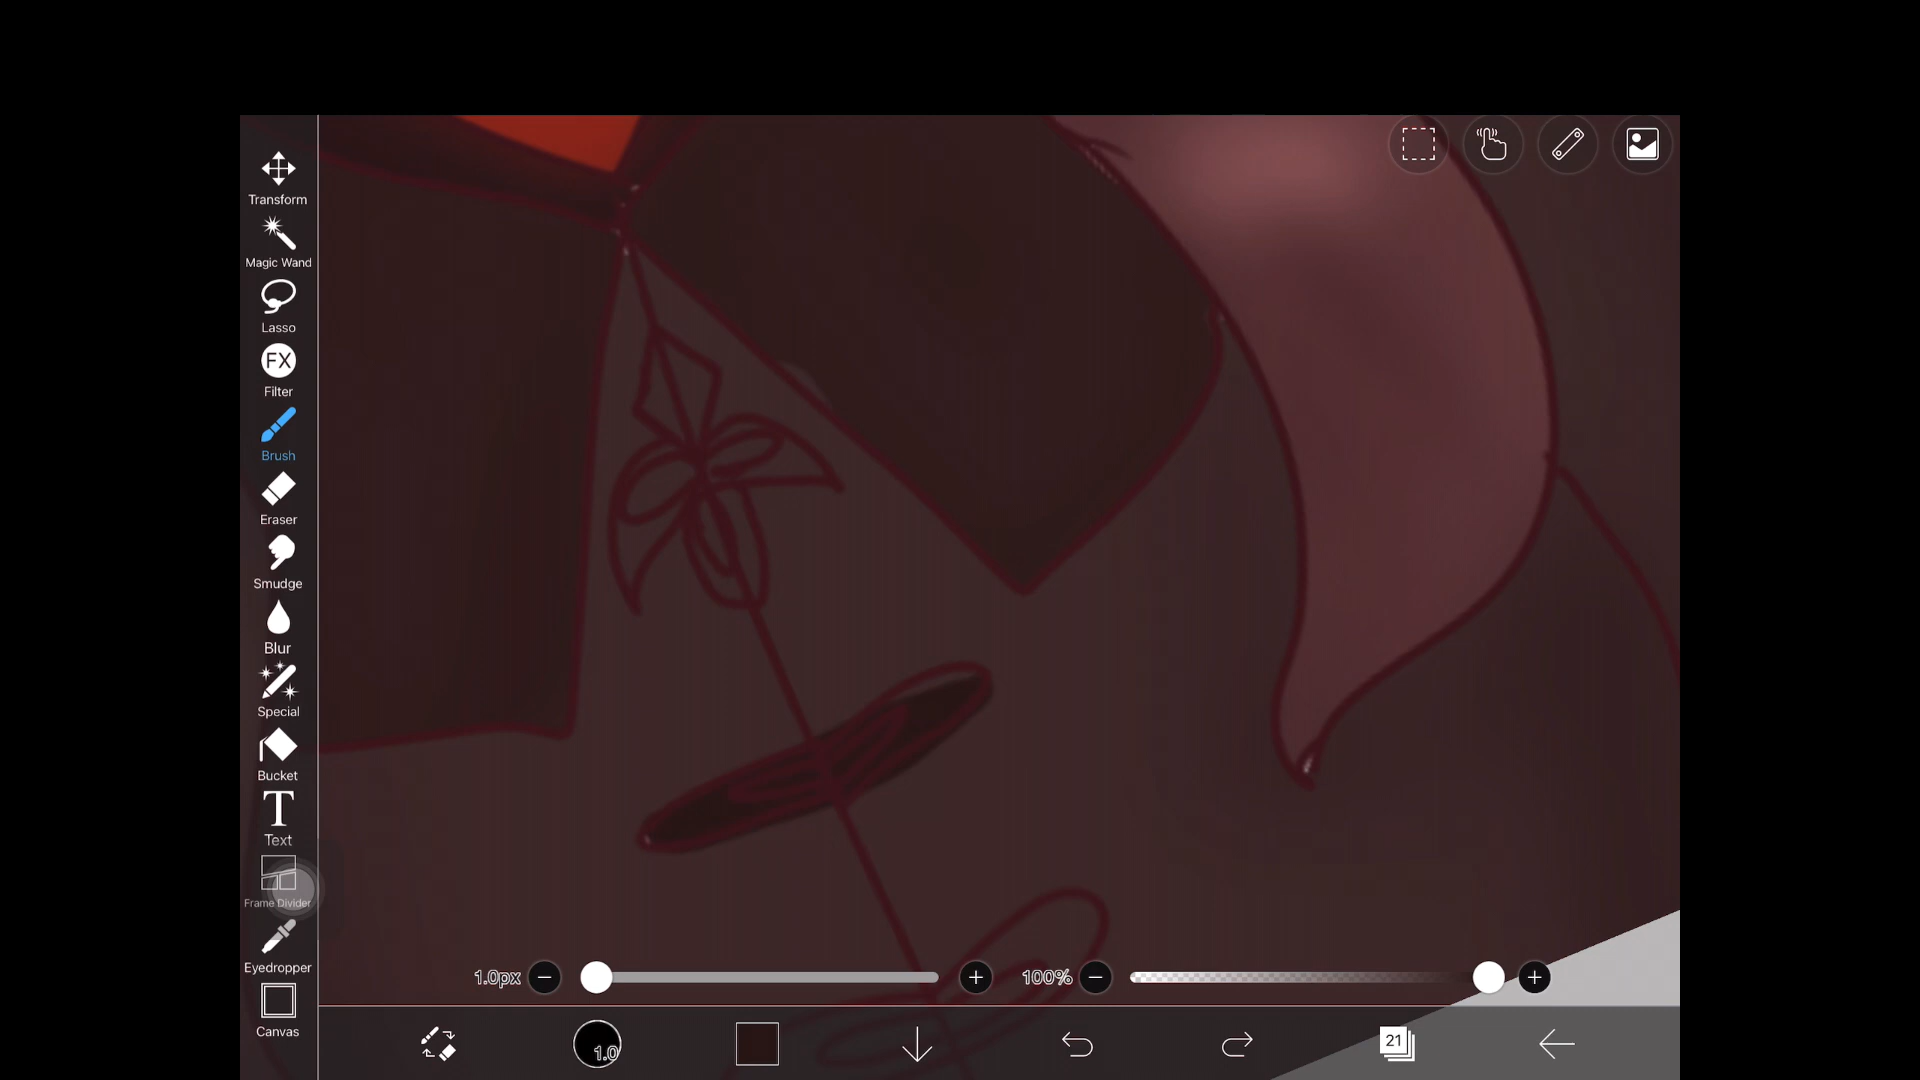 Transform
Magic Wand
Lasso
FX
Filter
Brush
Eraser
Smudge
Blur
Special
Bucket
T
Text
Frame Divider
Eyedropper
Canvas
1.0px
100%
1.0
21